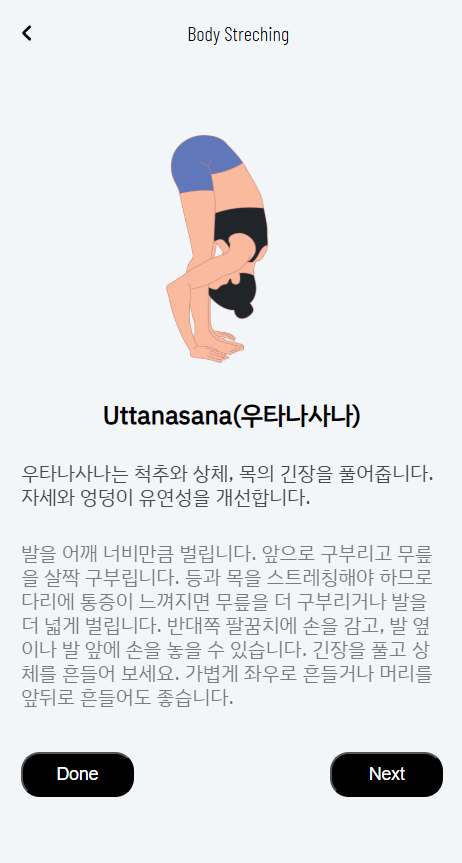 Body Streching
Uttanasana(우타나사나)
우타나사나는 척추와 상체, 목의 긴장을 풀어줍니다.
자세와 엉덩이 유연성을 개선합니다.
발을 어깨 너비만큼 벌립니다. 앞으로 구부리고 무릎
을 살짝 구부립니다. 등과 목을 스트레칭해야 하므로
다리에 통증이 느껴지면 무릎을 더 구부리거나 발을
더 넓게 벌립니다. 반대쪽 팔꿈치에 손을 감고, 발 옆
이나 발 앞에 손을 놓을 수 있습니다. 긴장을 풀고 상
체를 흔들어 보세요. 가볍게 좌우로 흔들거나 머리를
앞뒤로 흔들어도 좋습니다.
Done
Next